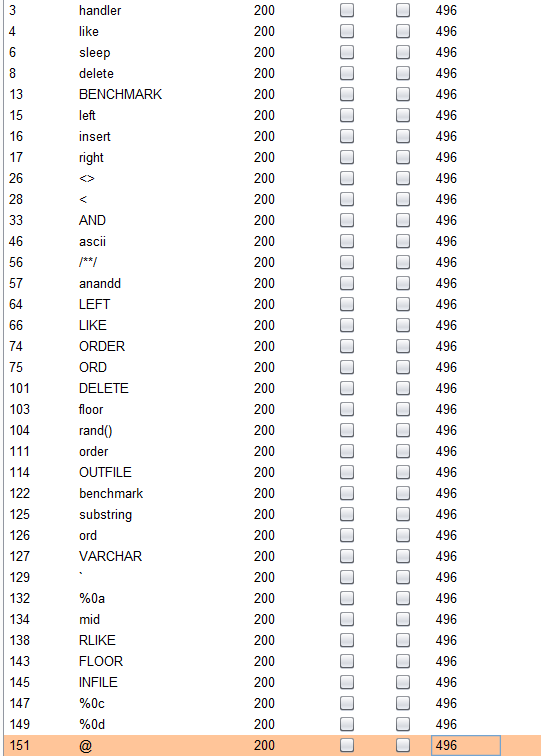 3 handler 200 496
4 like 200 496
6 sleep 200 496
8 delete 200 496
13 BENCHMARK 200 496
15 left 200 496
16 insert 200 496
17 right 200 496
26 <> 200 496
28 < 200 496
33 AND 200 496
46 ascii 200 496
56 /**/ 200 496
57 anandd 200 496
64 LEFT 200 496
66 LIKE 200 496
74 ORDER 200 496
75 ORD 200 496
101 DELETE 200 496
103 floor 200 496
104 rand() 200 496
111 order 200 496
114 OUTFILE 200 496
122 benchmark 200 496
125 substring 200 496
126 ord 200 496
127 VARCHAR 200 496
129 ` 200 496
132 %0a 200 496
134 mid 200 496
138 RLIKE 200 496
143 FLOOR 200 496
145 INFILE 200 496
147 %0c 200 496
149 %0d 200 496
151 @ 200 496